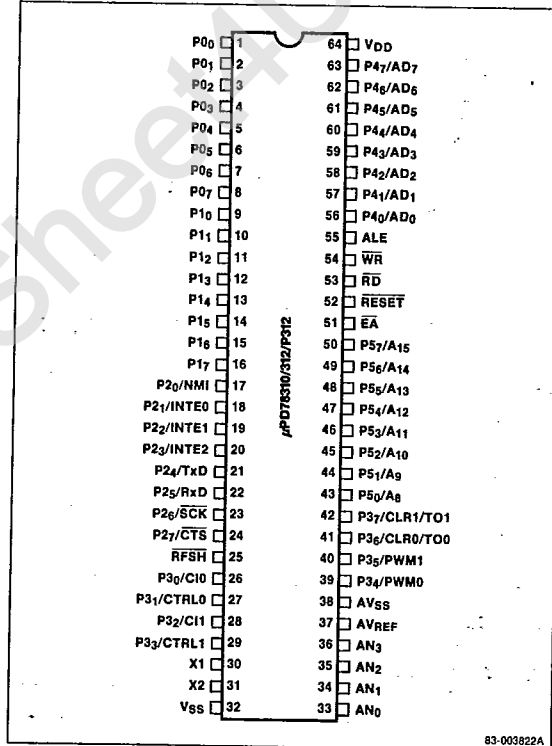 P0₀ 1 64 VDD
P0₁ 2 63 P4₇/AD₇
P0₂ 3 62 P4₆/AD₆
P0₃ 4 61 P4₅/AD₅
P0₄ 5 60 P4₄/AD₄
P0₅ 6 59 P4₃/AD₃
P0₆ 7 58 P4₂/AD₂
P0₇ 8 57 P4₁/AD₁
P1₀ 9 56 P4₀/AD₀
P1₁ 10 55 ALE
P1₂ 11 54 W̅R̅
P1₃ 12 53 R̅D̅
P1₄ 13 52 R̅E̅S̅E̅T̅
P1₅ 14 51 E̅A̅
P1₆ 15 50 P5₇/A₁₅
P1₇ 16 49 P5₆/A₁₄
P2₀/NMI 17 48 P5₅/A₁₃
P2₁/INTE0 18 47 P5₄/A₁₂
P2₂/INTE1 19 46 P5₃/A₁₁
P2₃/INTE2 20 45 P5₂/A₁₀
P2₄/TxD 21 44 P5₁/A₉
P2₅/RxD 22 43 P5₀/A₈
P2₆/S̅C̅K̅ 23 42 P3₇/CLR1/TO1
P2₇/C̅T̅S̅ 24 41 P3₆/CLR0/TO0
R̅F̅S̅H̅ 25 40 P3₅/PWM1
P3₀/CI0 26 39 P3₄/PWM0
P3₁/CTRL0 27 38 AVSS
P3₂/CI1 28 37 AVREF
P3₃/CTRL1 29 36 AN₃
X1 30 35 AN₂
X2 31 34 AN₁
VSS 32 33 AN₀
μPD78310/312/P312
83-003822A